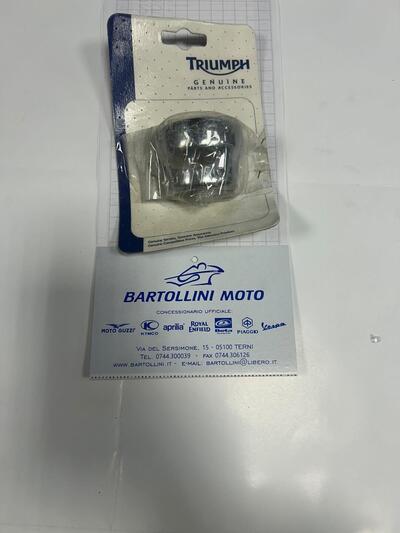 TRIUMPH
GENUINE
PARTS AND ACCESSORIES
BARTOLLINI MOTO
CONCESSIONARIO UFFICIALE:
MOTO GUZZI KYMCO aprilia ROYAL ENFIELD Beta PIAGGIO Vespa
VIA DEL SERSIMONE, 15 - 05100 TERNI
TEL. 0744.300039 - FAX 0744.306126
WWW.BARTOLLINI.IT - E-MAIL: BARTOLLINI@LIBERO.IT